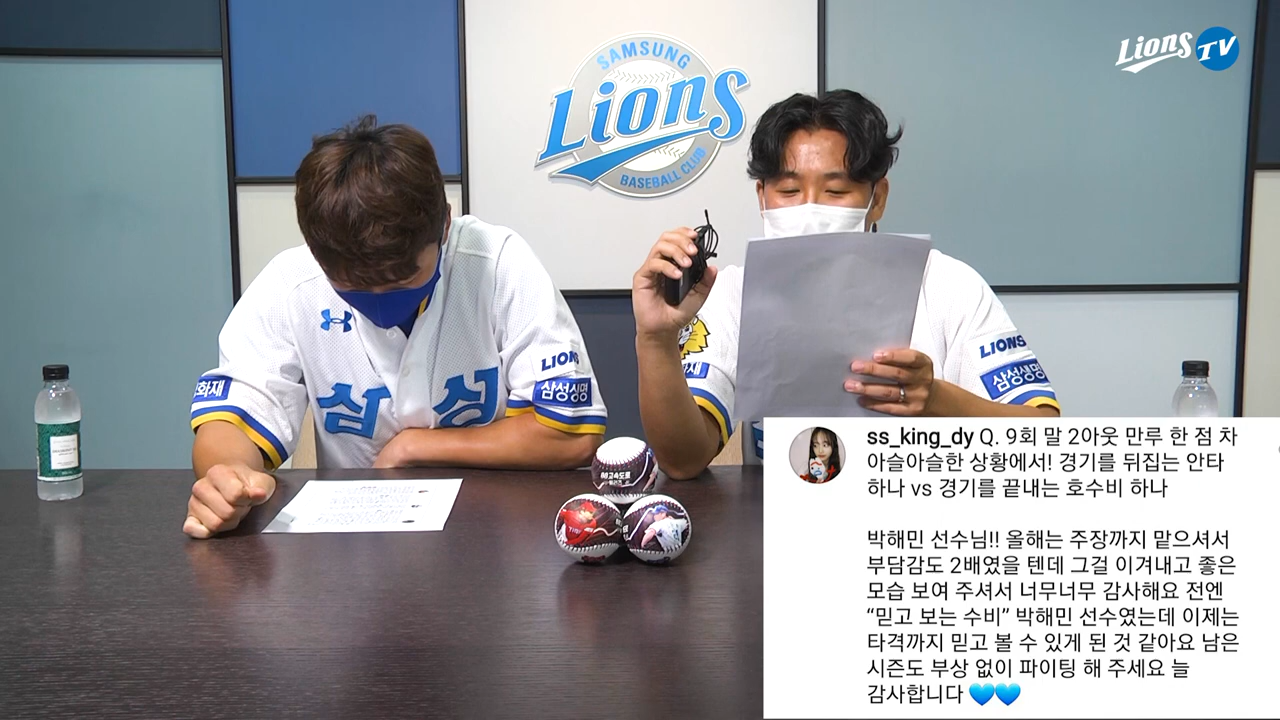 Lions TV
SAMSUNG
Lions
BASEBALL CLUB
LIONS
삼성생명
화재
삼성
LIONS
삼성생명
화재
ss_king_dy Q. 9회 말 2아웃 만루 한 점 차
아슬아슬한 상황에서! 경기를 뒤집는 안타
하나 vs 경기를 끝내는 호수비 하나
박해민 선수님!! 올해는 주장까지 맡으셔서
부담감도 2배였을 텐데 그걸 이겨내고 좋은
모습 보여 주셔서 너무너무 감사해요 전엔
“믿고 보는 수비” 박해민 선수였는데 이제는
타격까지 믿고 볼 수 있게 된 것 같아요 남은
시즌도 부상 없이 파이팅 해 주세요 늘
감사합니다 💙💙